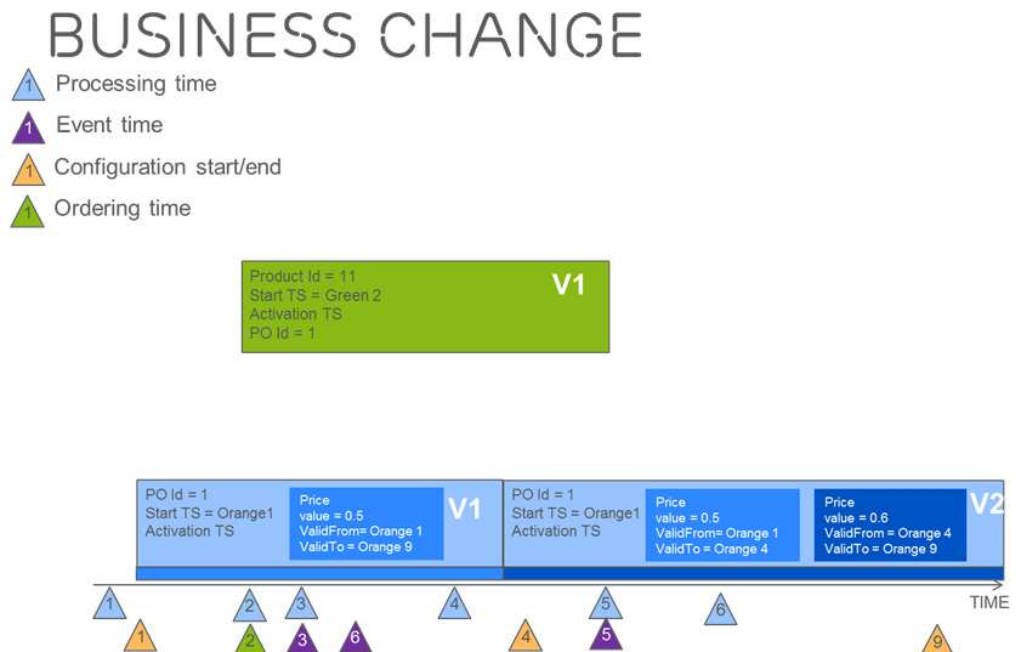 BUSINESS CHANGE
1 Processing time
1 Event time
1 Configuration start/end
1 Ordering time
Product Id = 11
V1
Start TS = Green 2
Activation TS
PO Id = 1
PO Id = 1
Start TS = Orange1
Activation TS
Price
value = 0.5
ValidFrom= Orange 1
ValidTo = Orange 9
V1
PO Id = 1
Start TS = Orange1
Activation TS
Price
value = 0.5
ValidFrom= Orange 1
ValidTo = Orange 4
Price
value = 0.6
ValidFrom = Orange 4
ValidTo = Orange 9
V2
TIME
1 2 3 4 5 6
1 2 3 6 4 5 9